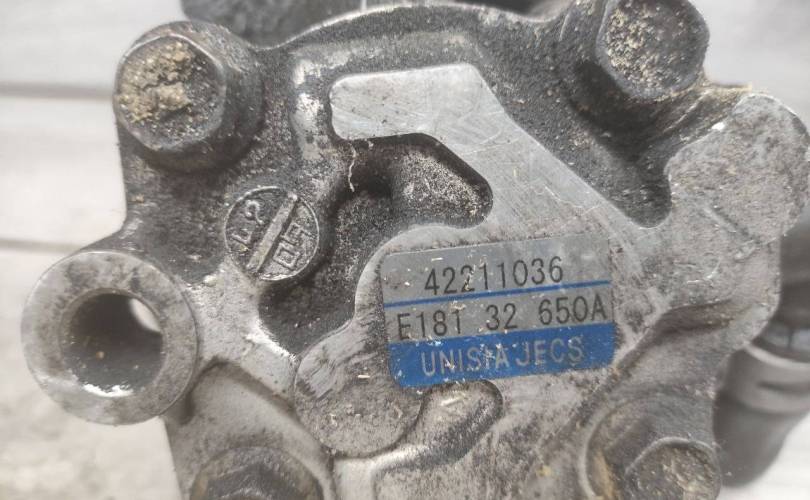 42211036
E181 32 650A
UNISIA JECS